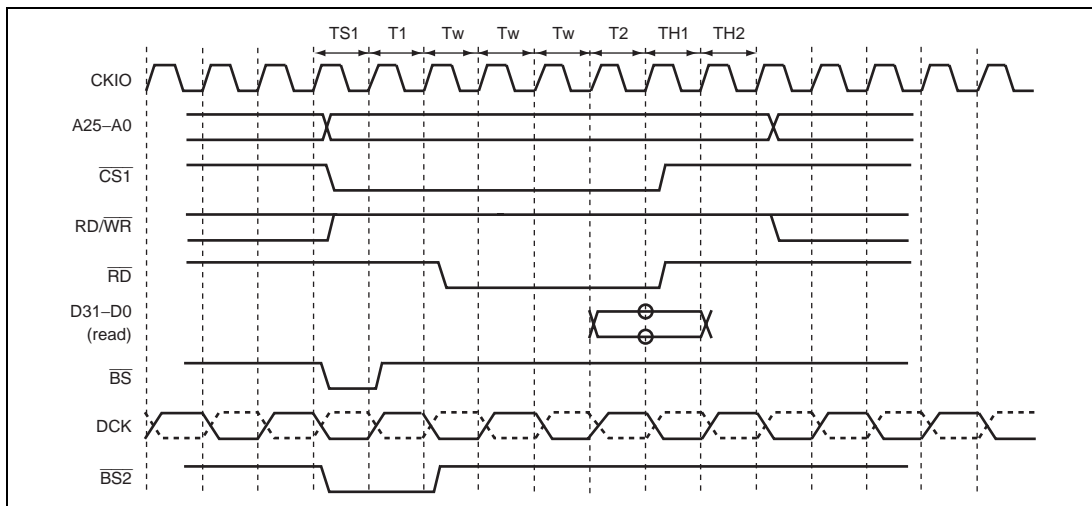 TS1 T1 Tw Tw Tw T2 TH1 TH2
CKIO
A25–A0
CS1
RD/WR
RD
D31–D0
(read)
BS
DCK
BS2